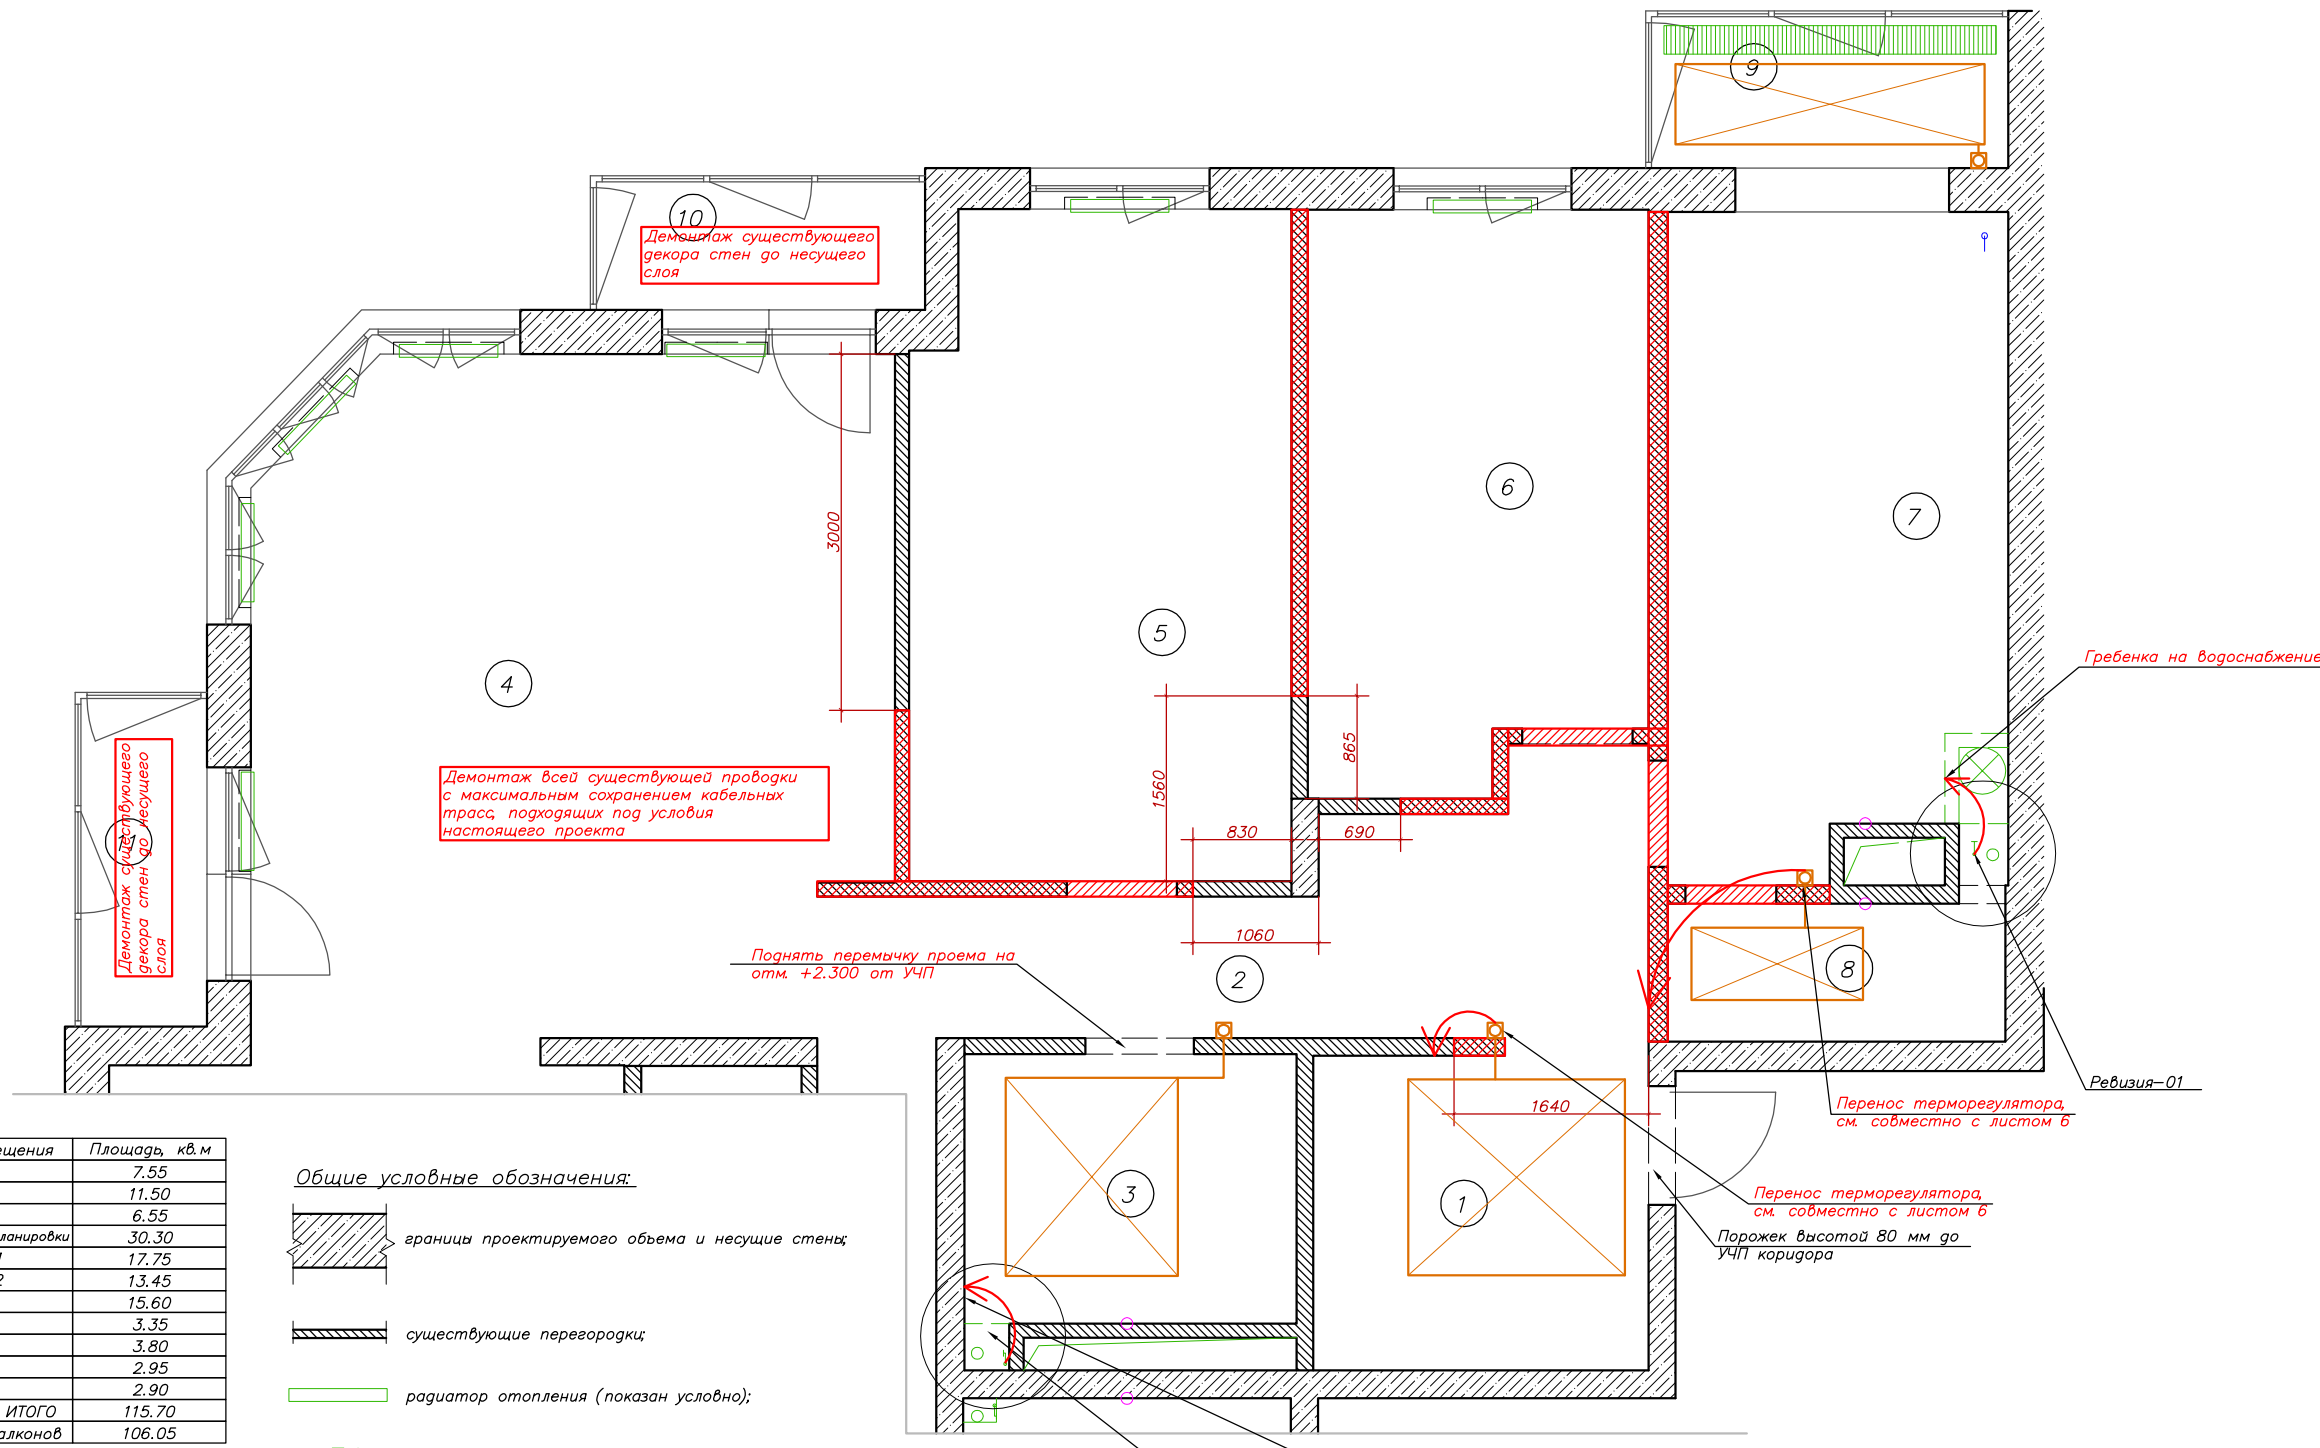 9
10
Демонтаж существующего
декора стен до несущего
слоя
6
7
5
4
3000
Гребенка на водоснабжение
Демонтаж существующего
декора стен до несущего
слоя
11
Демонтаж всей существующей проводки
с максимальным сохранением кабельных
трасс, подходящих под условия
настоящего проекта
1560
865
830
690
1060
Поднять перемычку проема на
отм. +2.300 от УЧП
2
8
Ревизия-01
Перенос терморегулятора,
см. совместно с листом 6
1640
3
1
Перенос терморегулятора,
см. совместно с листом 6
Порожек высотой 80 мм до
УЧП коридора
Площадь, кв.м
7.55
11.50
6.55
30.30
17.75
2 13.45
15.60
3.35
3.80
2.95
2.90
ИТОГО 115.70
106.05
Общие условные обозначения:
границы проектируемого объема и несущие стены;
существующие перегородки;
радиатор отопления (показан условно);